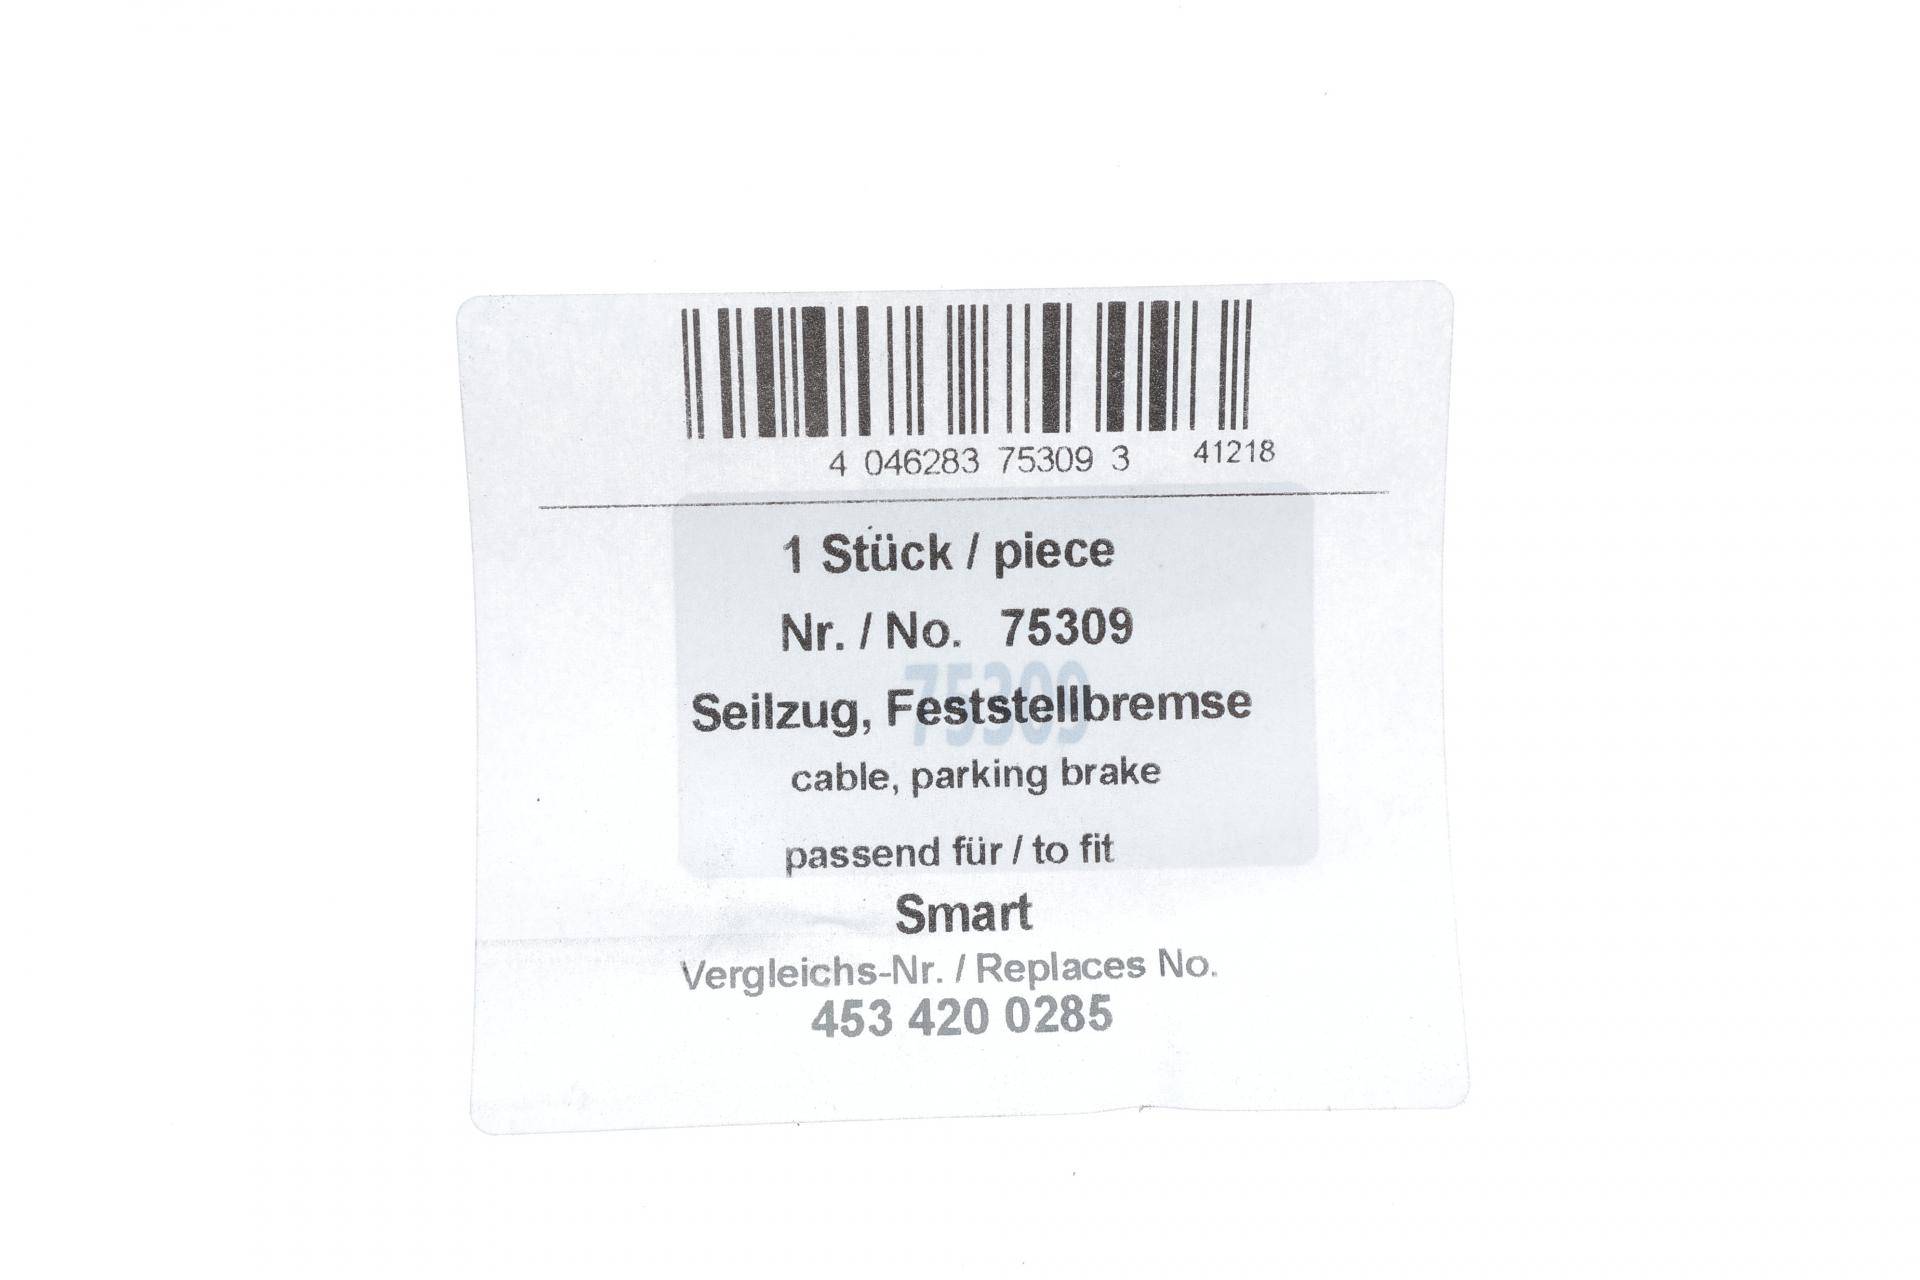 4 046283 75309 3 41218
1 Stück / piece
Nr. / No. 75309
75309
Seilzug, Feststellbremse
cable, parking brake
passend für / to fit
Smart
Vergleichs-Nr. / Replaces No.
453 420 0285